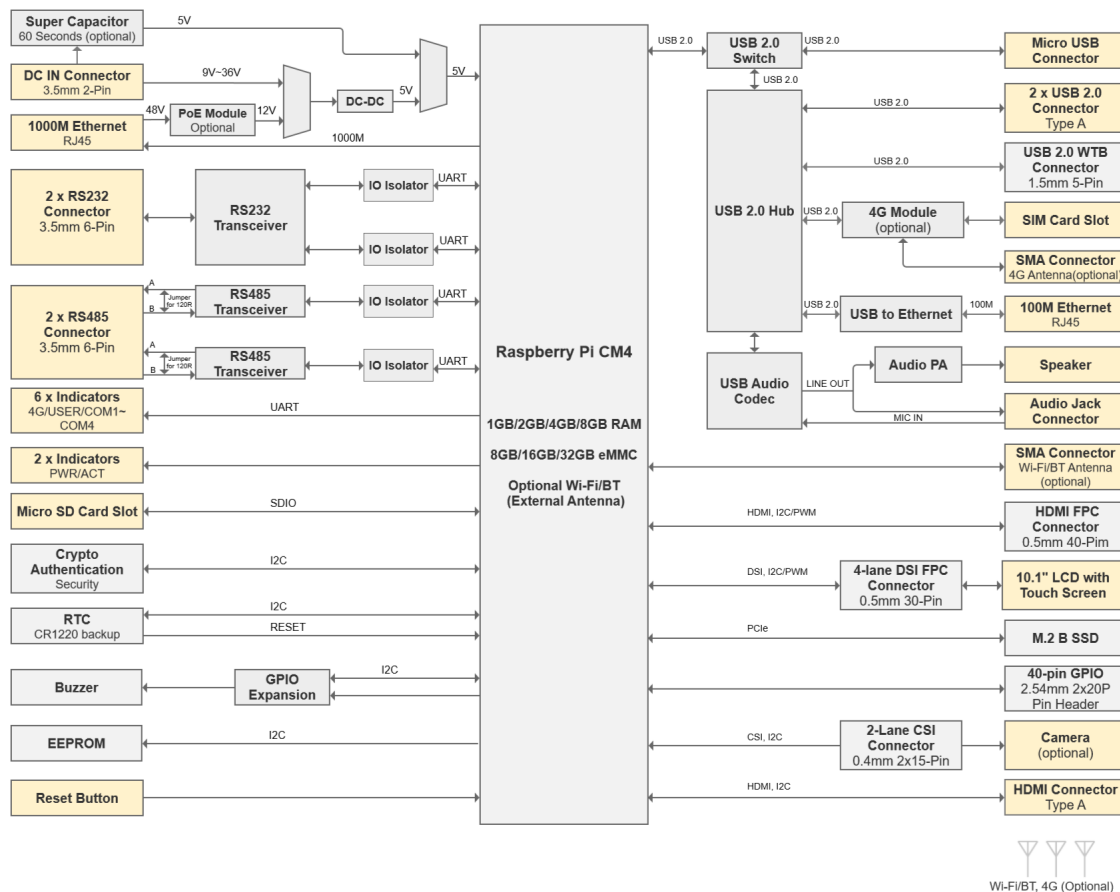 Super Capacitor
60 Seconds (optional)
5V
DC IN Connector
3.5mm 2-Pin
9V~36V
5V
5V
DC-DC
48V
PoE Module
Optional
12V
1000M Ethernet
RJ45
1000M
2 x RS232
Connector
3.5mm 6-Pin
RS232
Transceiver
IO Isolator
UART
IO Isolator
UART
2 x RS485
Connector
3.5mm 6-Pin
A
Jumper
for 120R
B
RS485
Transceiver
IO Isolator
UART
A
Jumper
for 120R
B
RS485
Transceiver
IO Isolator
UART
6 x Indicators
4G/USER/COM1~
COM4
UART
2 x Indicators
PWR/ACT
Micro SD Card Slot
SDIO
Crypto
Authentication
Security
I2C
RTC
CR1220 backup
I2C
RESET
Buzzer
GPIO
Expansion
I2C
EEPROM
I2C
Reset Button
Raspberry Pi CM4
1GB/2GB/4GB/8GB RAM
8GB/16GB/32GB eMMC
Optional Wi-Fi/BT
(External Antenna)
USB 2.0
USB 2.0
Switch
USB 2.0
Micro USB
Connector
USB 2.0
USB 2.0 Hub
USB 2.0
2 x USB 2.0
Connector
Type A
USB 2.0
USB 2.0 WTB
Connector
1.5mm 5-Pin
USB 2.0
4G Module
(optional)
SIM Card Slot
SMA Connector
4G Antenna(optional)
USB 2.0
USB to Ethernet
100M
100M Ethernet
RJ45
USB Audio
Codec
LINE OUT
Audio PA
Speaker
MIC IN
Audio Jack
Connector
SMA Connector
Wi-Fi/BT Antenna
(optional)
HDMI, I2C/PWM
HDMI FPC
Connector
0.5mm 40-Pim
DSI, I2C/PWM
4-lane DSI FPC
Connector
0.5mm 30-Pin
10.1" LCD with
Touch Screen
PCIe
M.2 B SSD
40-pin GPIO
2.54mm 2x20P
Pin Header
CSI, I2C
2-Lane CSI
Connector
0.4mm 2x15-Pin
Camera
(optional)
HDMI, I2C
HDMI Connector
Type A
Wi-Fi/BT, 4G (Optional)